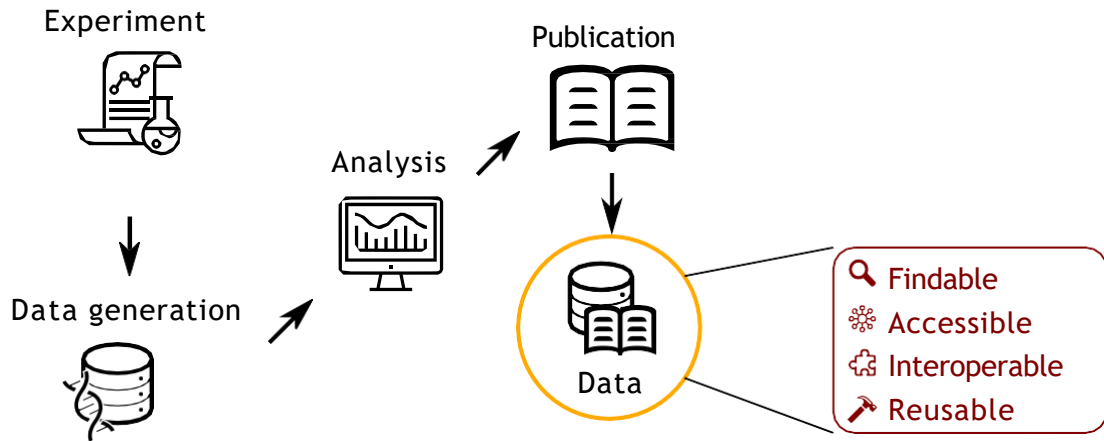 Experiment
Data generation
Analysis
Publication
Data
Findable
Accessible
Interoperable
Reusable